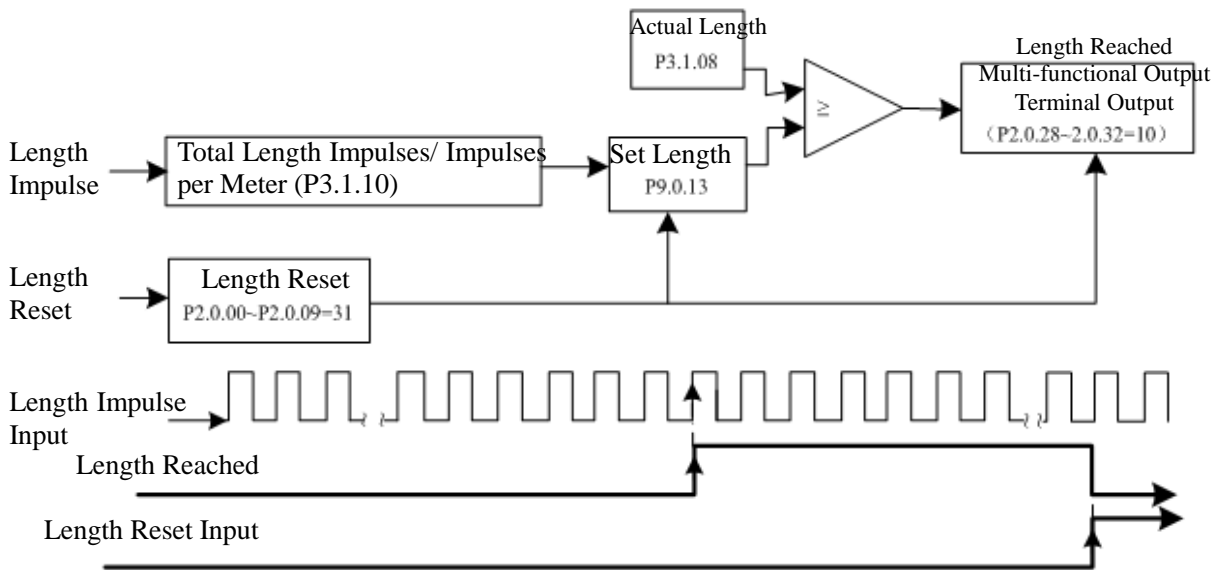 Actual Length
P3.1.08
Length Reached
Multi-functional Output
Terminal Output
(P2.0.28~2.0.32=10)
≥
Length
Impulse
Total Length Impulses/ Impulses
per Meter (P3.1.10)
Set Length
P9.0.13
Length
Reset
Length Reset
P2.0.00~P2.0.09=31
Length Impulse
Input
Length Reached
Length Reset Input